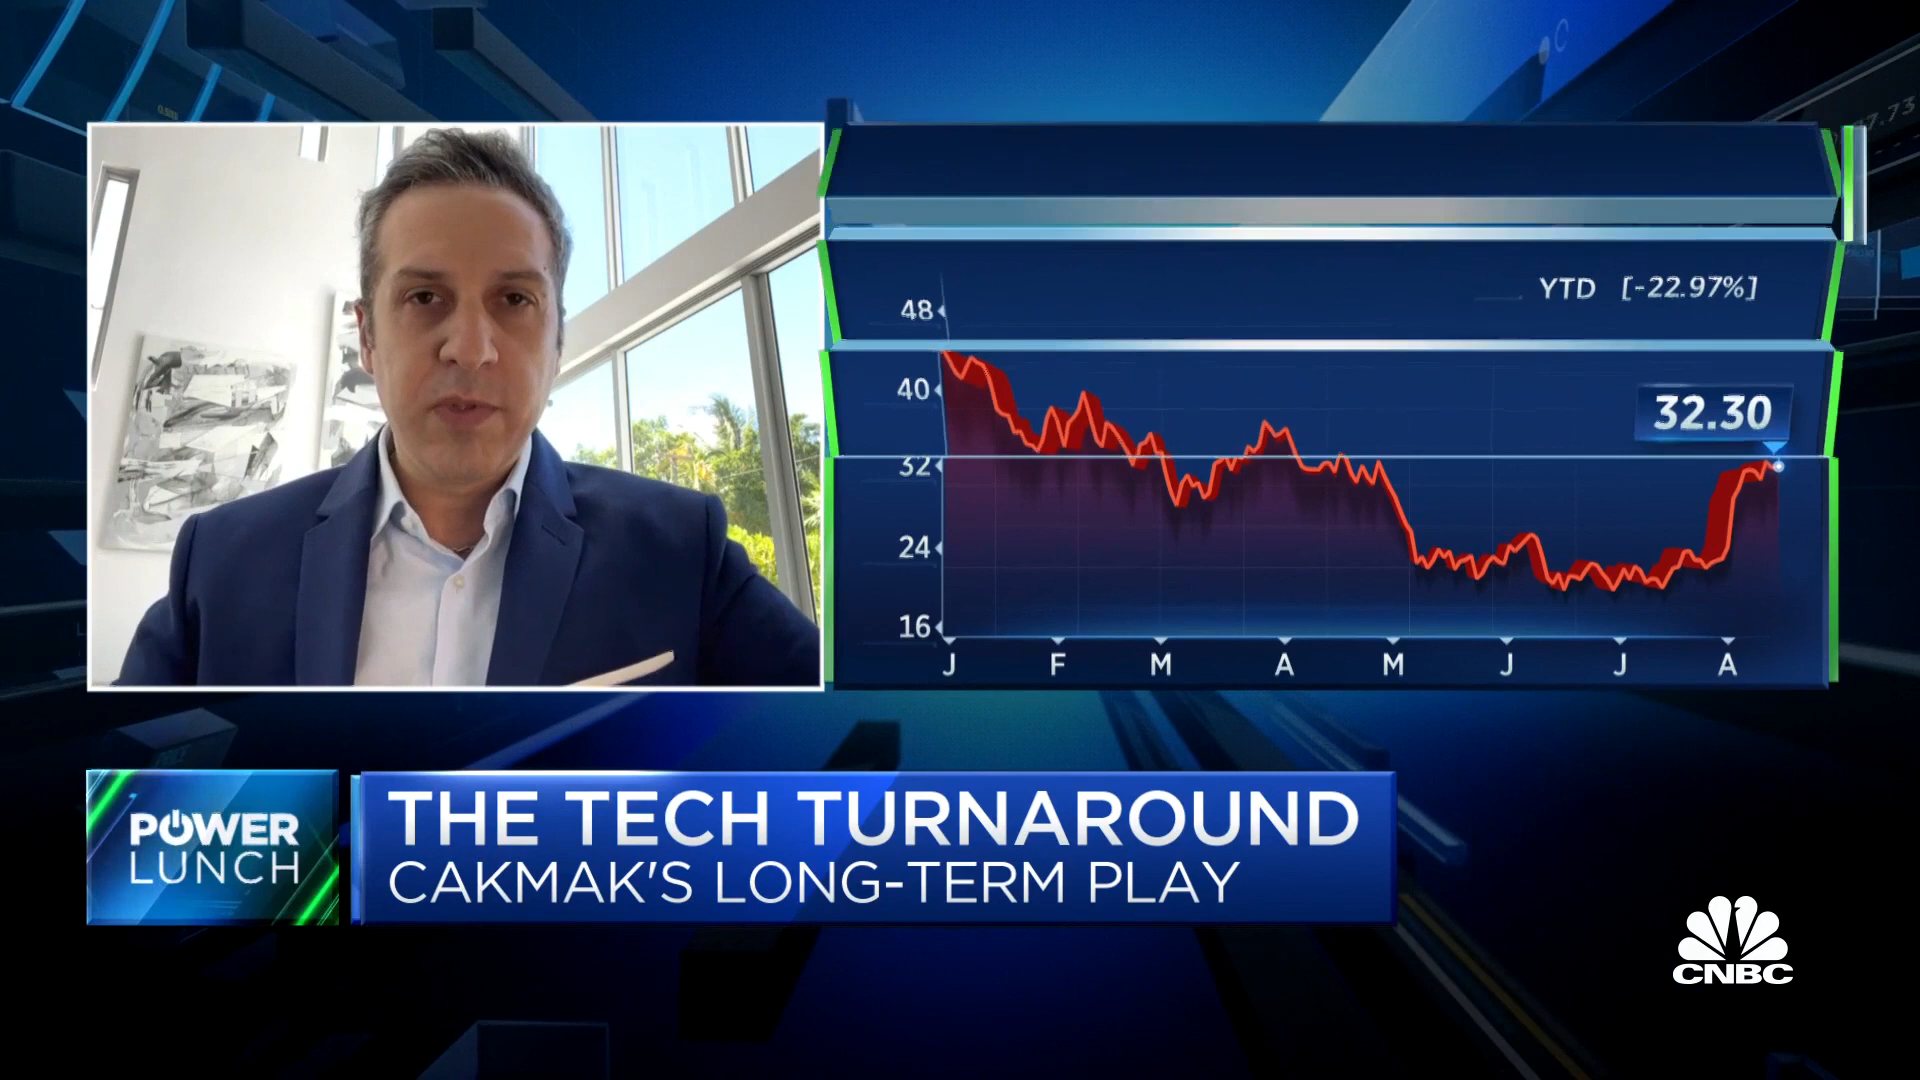 YTD [-22.97%]
48
40
32
24
16
32.30
J F M A M J J A
POWER
LUNCH
THE TECH TURNAROUND
CAKMAK'S LONG-TERM PLAY
CNBC